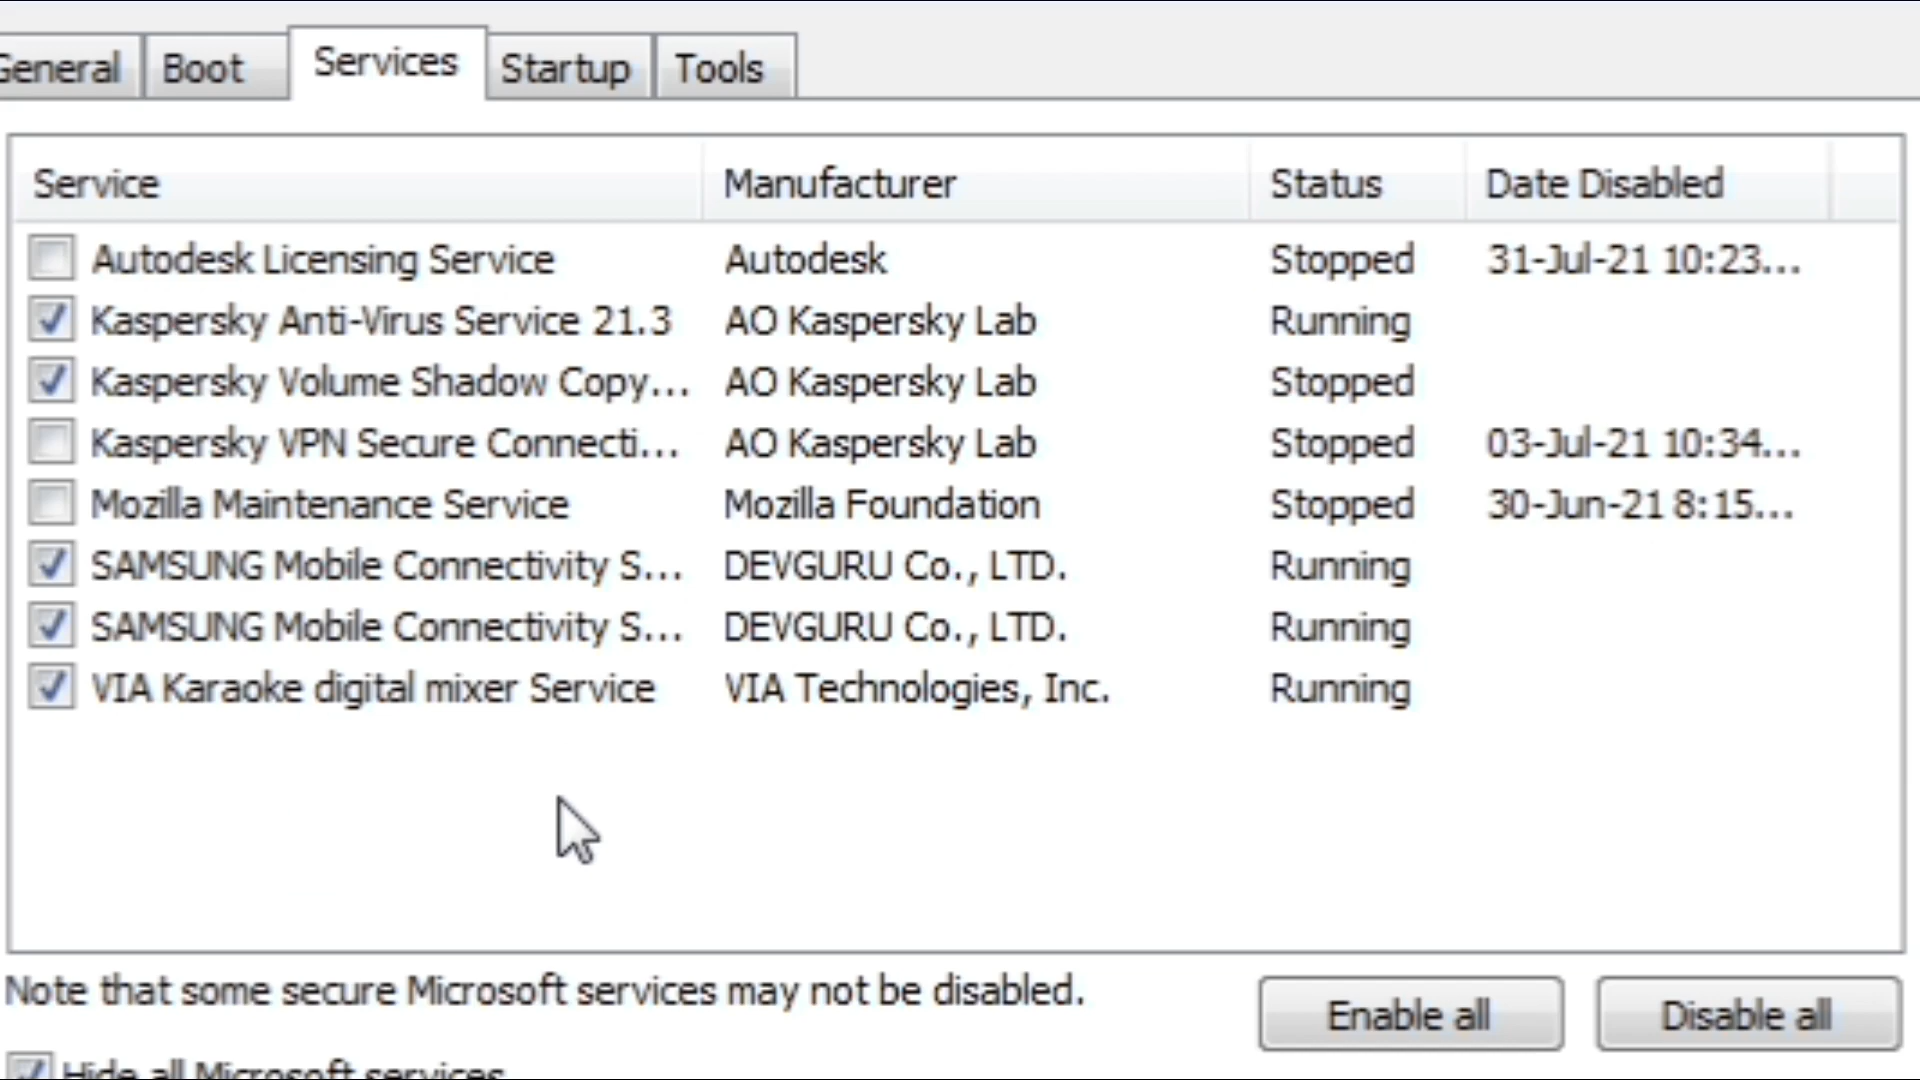 General Boot Services Startup Tools
Service Manufacturer Status Date Disabled
Autodesk Licensing Service Autodesk Stopped 31-Jul-21 10:23...
Kaspersky Anti-Virus Service 21.3 AO Kaspersky Lab Running
Kaspersky Volume Shadow Copy... AO Kaspersky Lab Stopped
Kaspersky VPN Secure Connecti... AO Kaspersky Lab Stopped 03-Jul-21 10:34...
Mozilla Maintenance Service Mozilla Foundation Stopped 30-Jun-21 8:15...
SAMSUNG Mobile Connectivity S... DEVGURU Co., LTD. Running
SAMSUNG Mobile Connectivity S... DEVGURU Co., LTD. Running
VIA Karaoke digital mixer Service VIA Technologies, Inc. Running
Note that some secure Microsoft services may not be disabled.
Enable all Disable all
Hide all Microsoft services